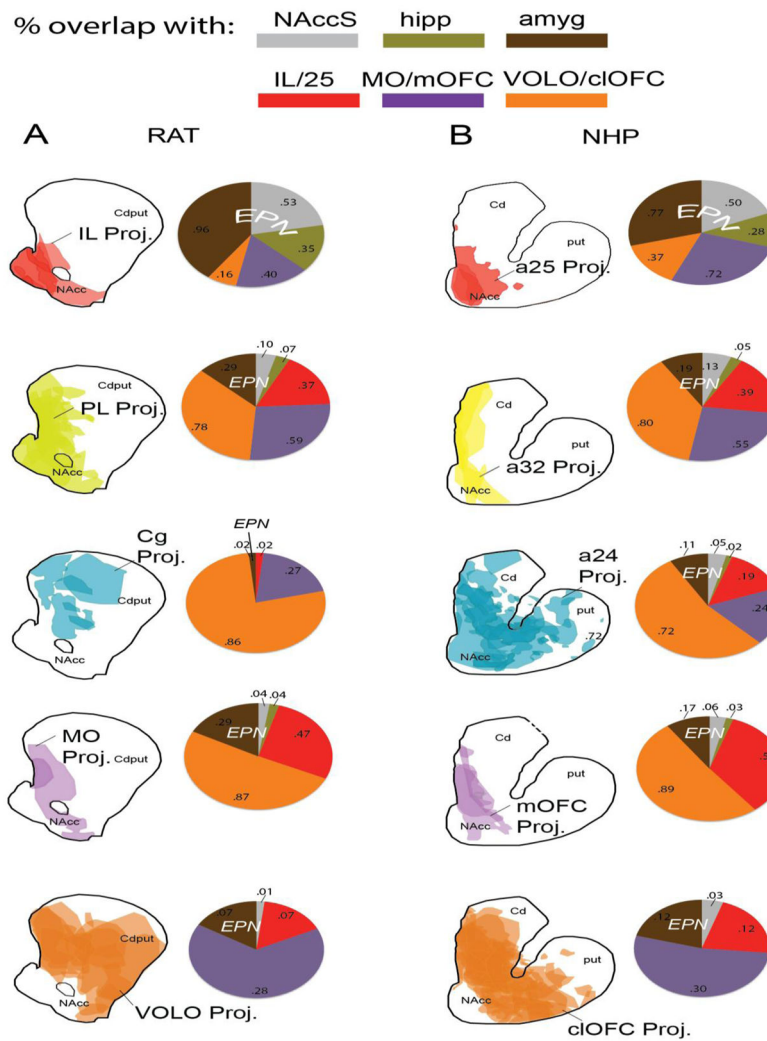 % overlap with:
NAccS hipp amyg
IL/25 MO/mOFC VOLO/clOFC
A RAT
B NHP
Cdput
IL Proj.
NAcc
EPN
.53
.35
.40
.16
.96
Cd
put
a25 Proj.
NAcc
EPN
.50
.28
.72
.37
.77
Cdput
PL Proj.
NAcc
EPN
.10
.07
.37
.59
.78
.29
Cd
put
a32 Proj.
NAcc
EPN
.13
.05
.39
.55
.80
.19
Cg
Proj.
Cdput
NAcc
EPN
.02
.02
.27
.86
Cd
a24
Proj.
put
.72
NAcc
EPN
.05
.02
.19
.24
.72
.11
MO
Proj.
Cdput
NAcc
EPN
.04
.04
.47
.87
.29
Cd
put
mOFC
Proj.
NAcc
EPN
.06
.03
.89
.17
Cdput
NAcc
VOLO Proj.
EPN
.01
.07
.28
.07
Cd
put
NAcc
clOFC Proj.
EPN
.03
.12
.30
.12